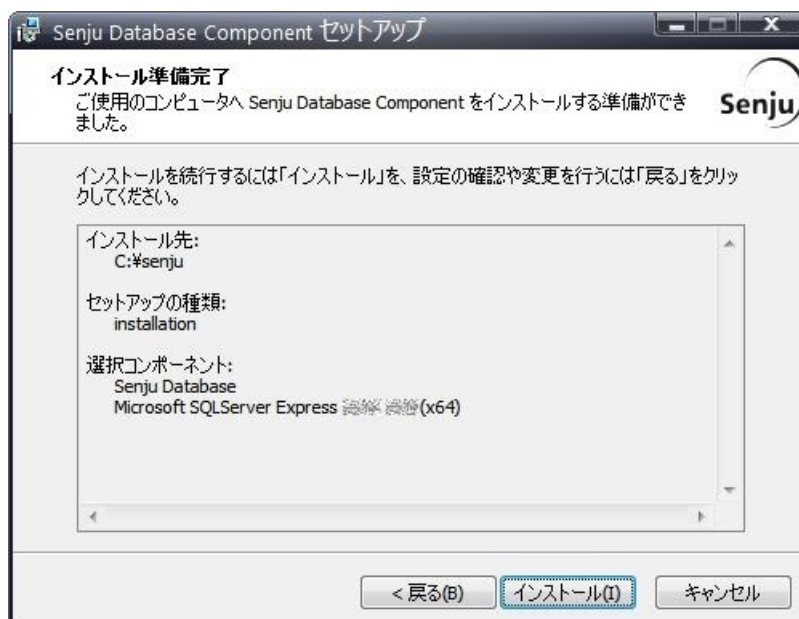 Senju Database Component セットアップ
インストール準備完了
ご使用のコンピュータへ Senju Database Component をインストールする準備ができ
ました。
Senju
インストールを続行するには「インストール」を、設定の確認や変更を行うには「戻る」をクリッ
クしてください。
インストール先:
C:¥senju
セットアップの種類:
installation
選択コンポーネント:
Senju Database
Microsoft SQLServer Express (x64)
< 戻る(B) インストール(I) キャンセル